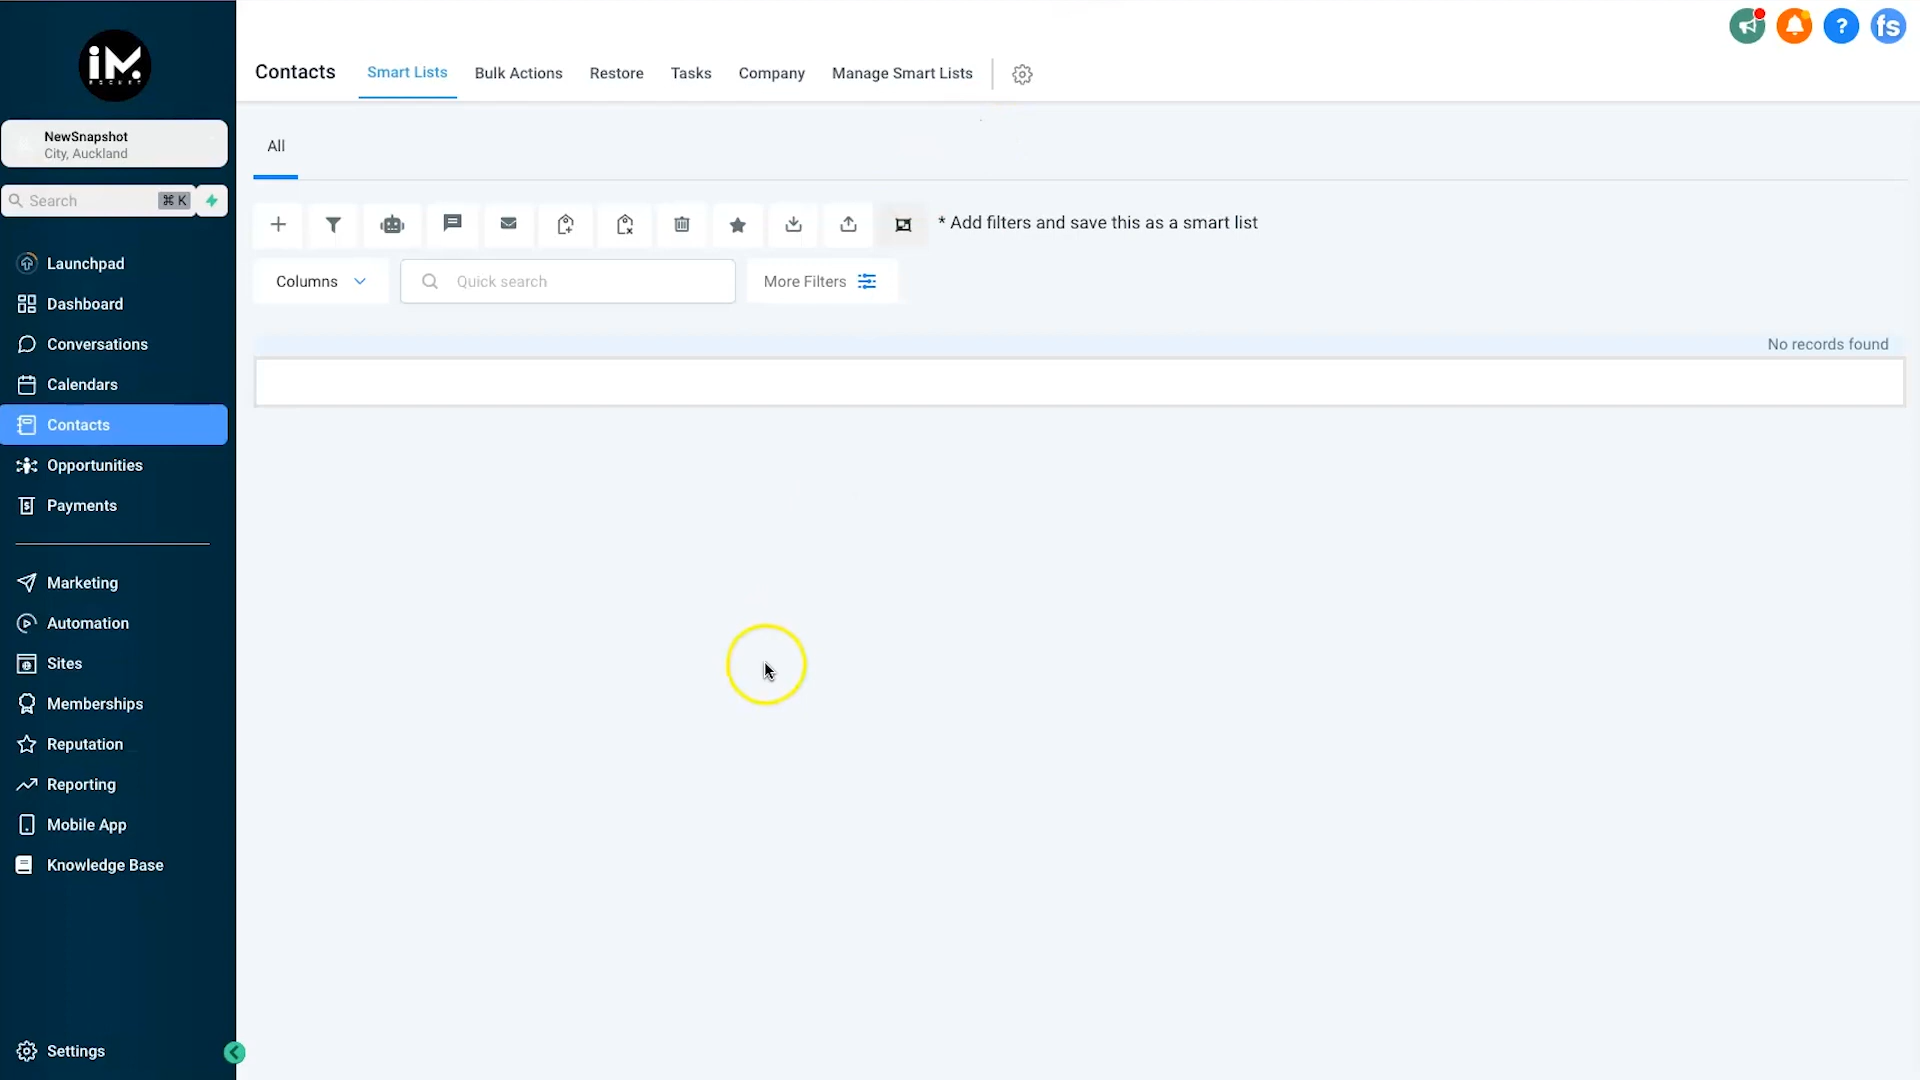 iM.
NewSnapshot
City, Auckland
Search ⌘ K
Launchpad
Dashboard
Conversations
Calendars
Contacts
Opportunities
Payments
Marketing
Automation
Sites
Memberships
Reputation
Reporting
Mobile App
Knowledge Base
Settings
Contacts Smart Lists Bulk Actions Restore Tasks Company Manage Smart Lists
? fs
All
* Add filters and save this as a smart list
Columns Quick search More Filters
No records found